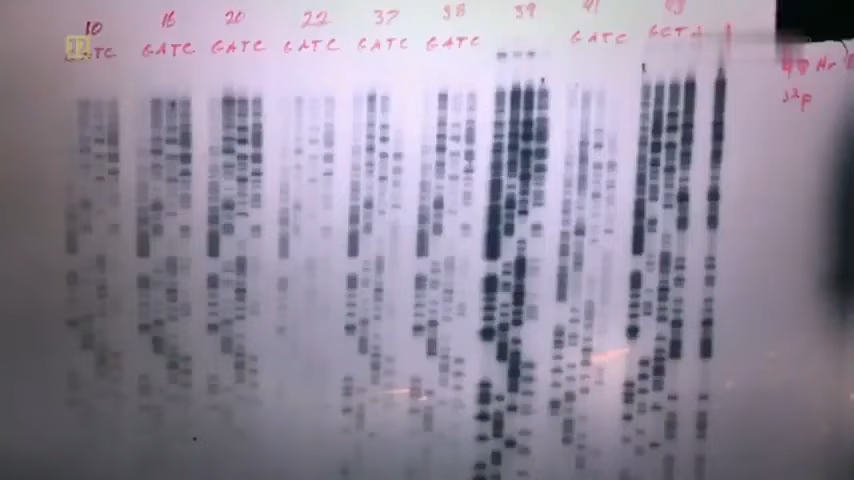 10 16 20 22 37 38 39 41 43
ATC GATC GATC GATC GATC GATC GATC GCTA
48 Hr
32P